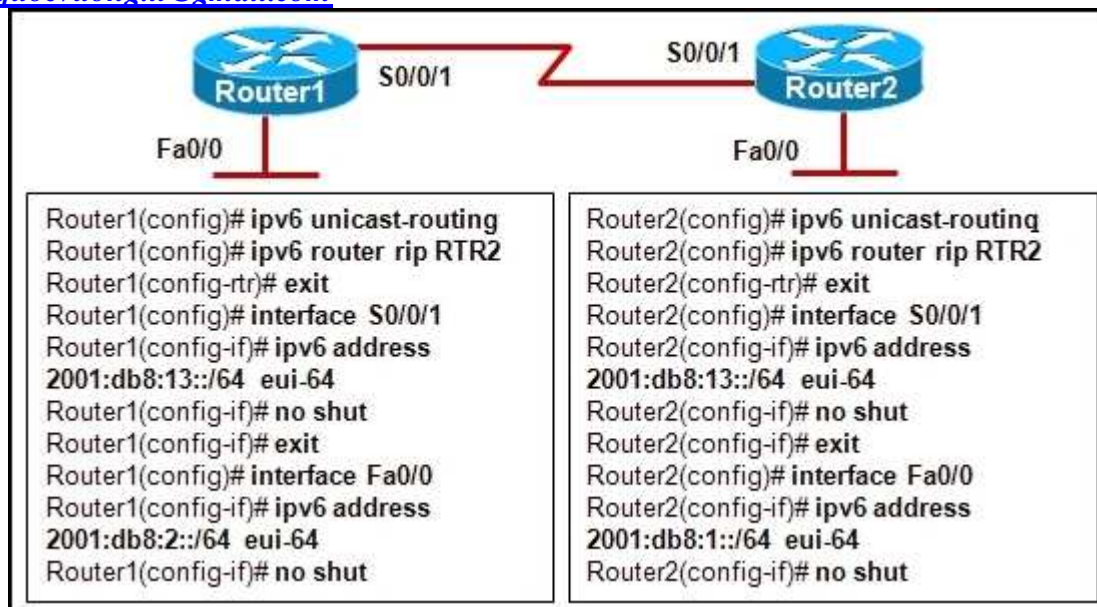 S0/0/1
S0/0/1
Router1
Router2
Fa0/0
Fa0/0
Router1(config)# ipv6 unicast-routing
Router1(config)# ipv6 router rip RTR2
Router1(config-rtr)# exit
Router1(config)# interface S0/0/1
Router1(config-if)# ipv6 address
2001:db8:13::/64 eui-64
Router1(config-if)# no shut
Router1(config-if)# exit
Router1(config)# interface Fa0/0
Router1(config-if)# ipv6 address
2001:db8:2::/64 eui-64
Router1(config-if)# no shut
Router2(config)# ipv6 unicast-routing
Router2(config)# ipv6 router rip RTR2
Router2(config-rtr)# exit
Router2(config)# interface S0/0/1
Router2(config-if)# ipv6 address
2001:db8:13::/64 eui-64
Router2(config-if)# no shut
Router2(config-if)# exit
Router2(config)# interface Fa0/0
Router2(config-if)# ipv6 address
2001:db8:1::/64 eui-64
Router2(config-if)# no shut